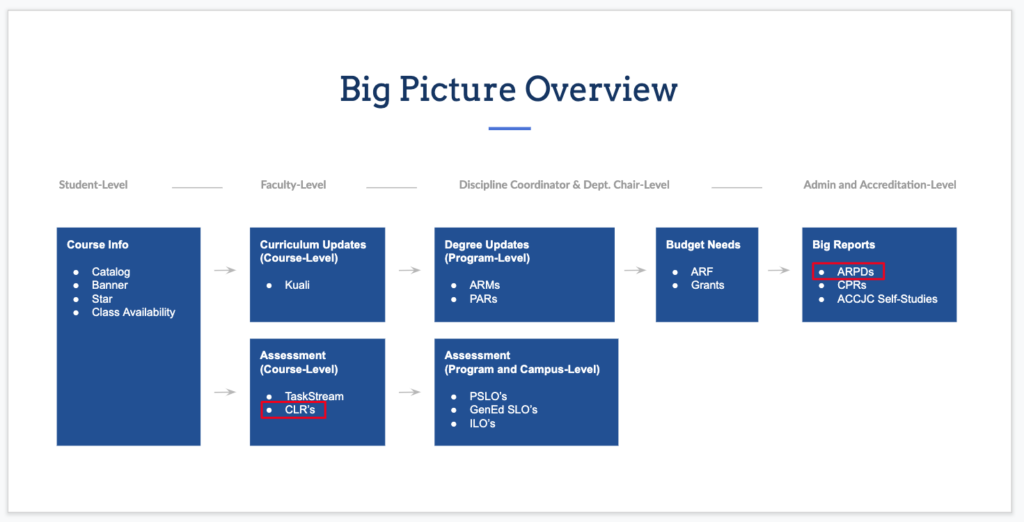 Big Picture Overview
Student-Level
Faculty-Level
Discipline Coordinator & Dept. Chair-Level
Admin and Accreditation-Level
Course Info
Catalog
Banner
Star
Class Availability
Curriculum Updates
(Course-Level)
Kuali
Degree Updates
(Program-Level)
ARMs
PARs
Budget Needs
ARF
Grants
Big Reports
ARPDs
CPRs
ACCJC Self-Studies
Assessment
(Course-Level)
TaskStream
CLR's
Assessment
(Program and Campus-Level)
PSLO's
GenEd SLO's
ILO's